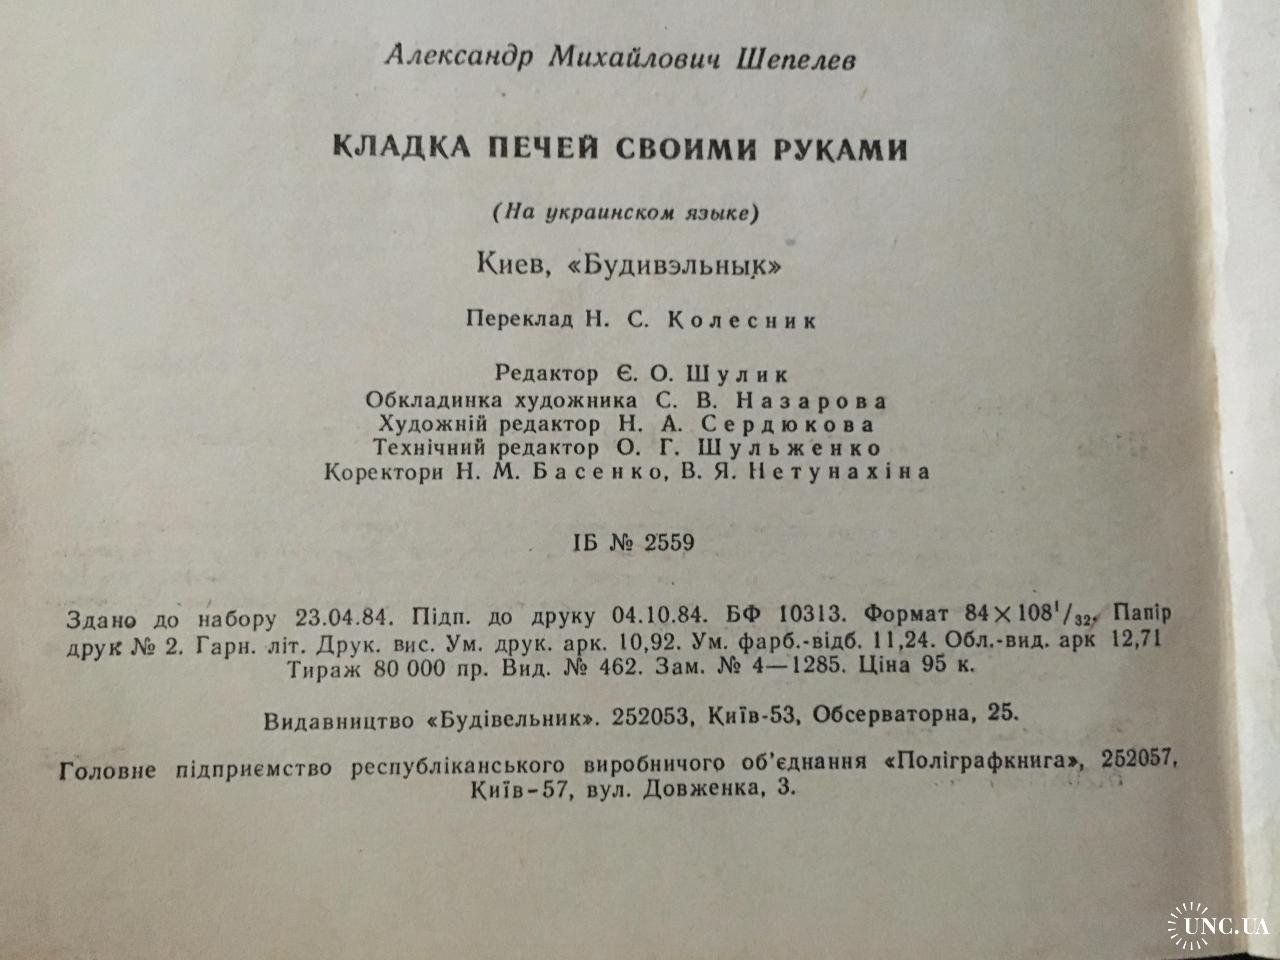 Александр Михайлович Шепелев
КЛАДКА ПЕЧЕЙ СВОИМИ РУКАМИ
(На украинском языке)
Киев, «Будивэльнык»
Переклад Н. С. Колесник
Редактор Є. О. Шулик
Обкладинка художника С. В. Назарова
Художній редактор Н. А. Сердюкова
Технічний редактор О. Г. Шульженко
Коректори Н. М. Басенко, В. Я. Нетунахіна
ІБ № 2559
Здано до набору 23.04.84. Підп. до друку 04.10.84. БФ 10313. Формат 84×108¹/₃₂. Папір
друк № 2. Гарн. літ. Друк. вис. Ум. друк. арк. 10,92. Ум. фарб.-відб. 11,24. Обл.-вид. арк 12,71
Тираж 80 000 пр. Вид. № 462. Зам. № 4—1285. Ціна 95 к.
Видавництво «Будівельник». 252053, Київ-53, Обсерваторна, 25.
Головне підприємство республіканського виробничого об'єднання «Поліграфкнига», 252057,
Київ-57, вул. Довженка, 3.
UNC.UA